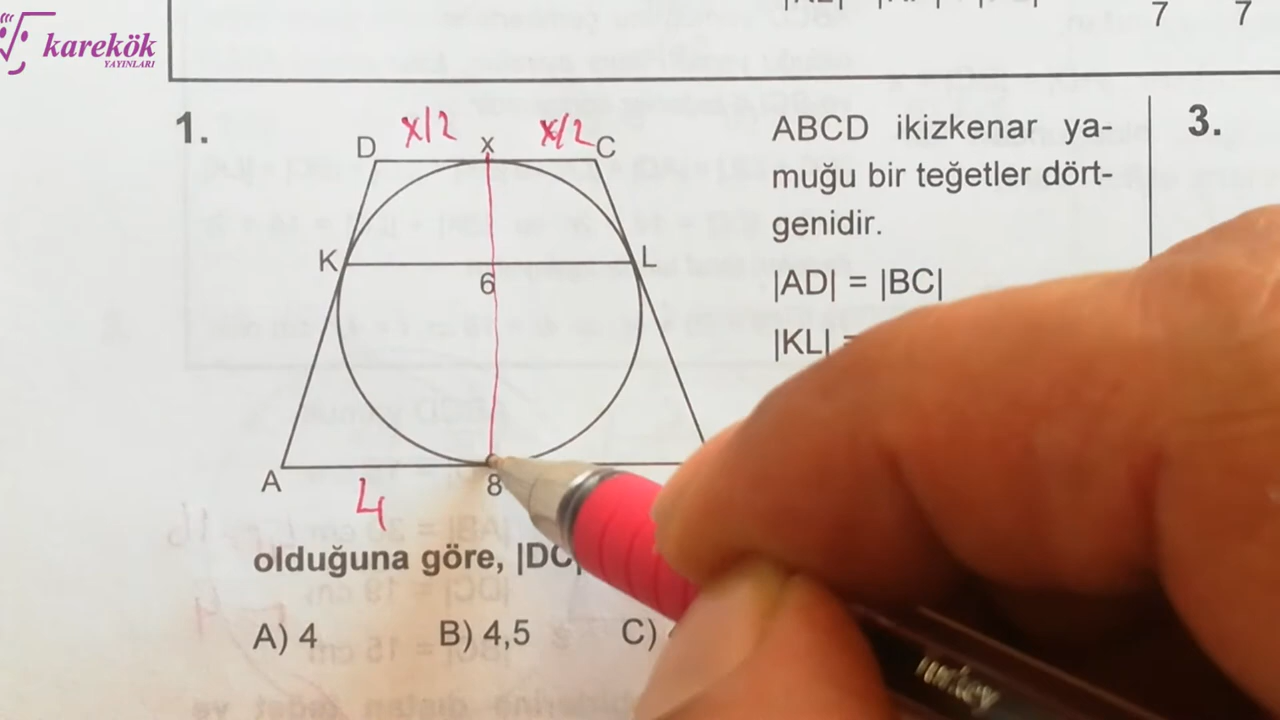 karekök
YAYINLARI
7 7
1.
x/2 x/2
D x C
K L
6
A
8
4
ABCD ikizkenar ya-
muğu bir teğetler dört-
genidir.
|AD| = |BC|
|KL| =
3.
olduğuna göre, |DC|
A) 4 B) 4,5 C)